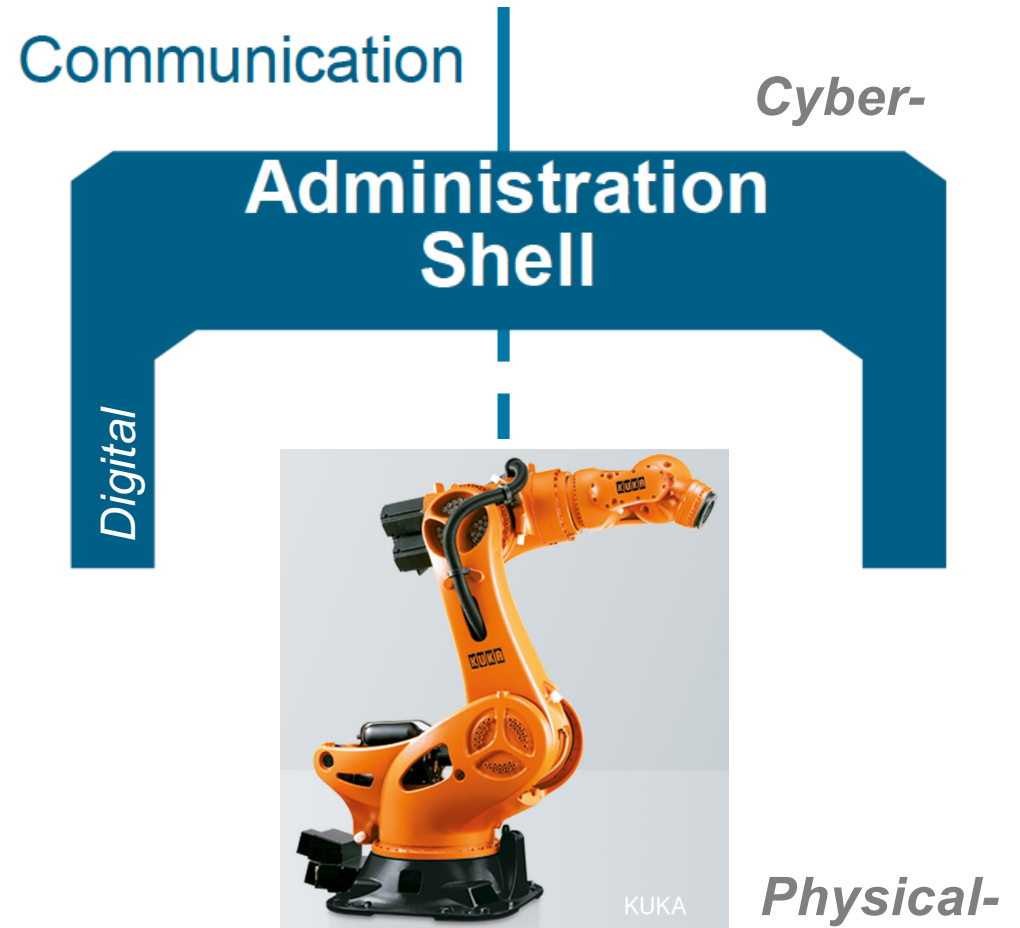 Communication
Cyber-
Administration
Shell
Digital
KUKA
KUKA
KUKA
Physical-